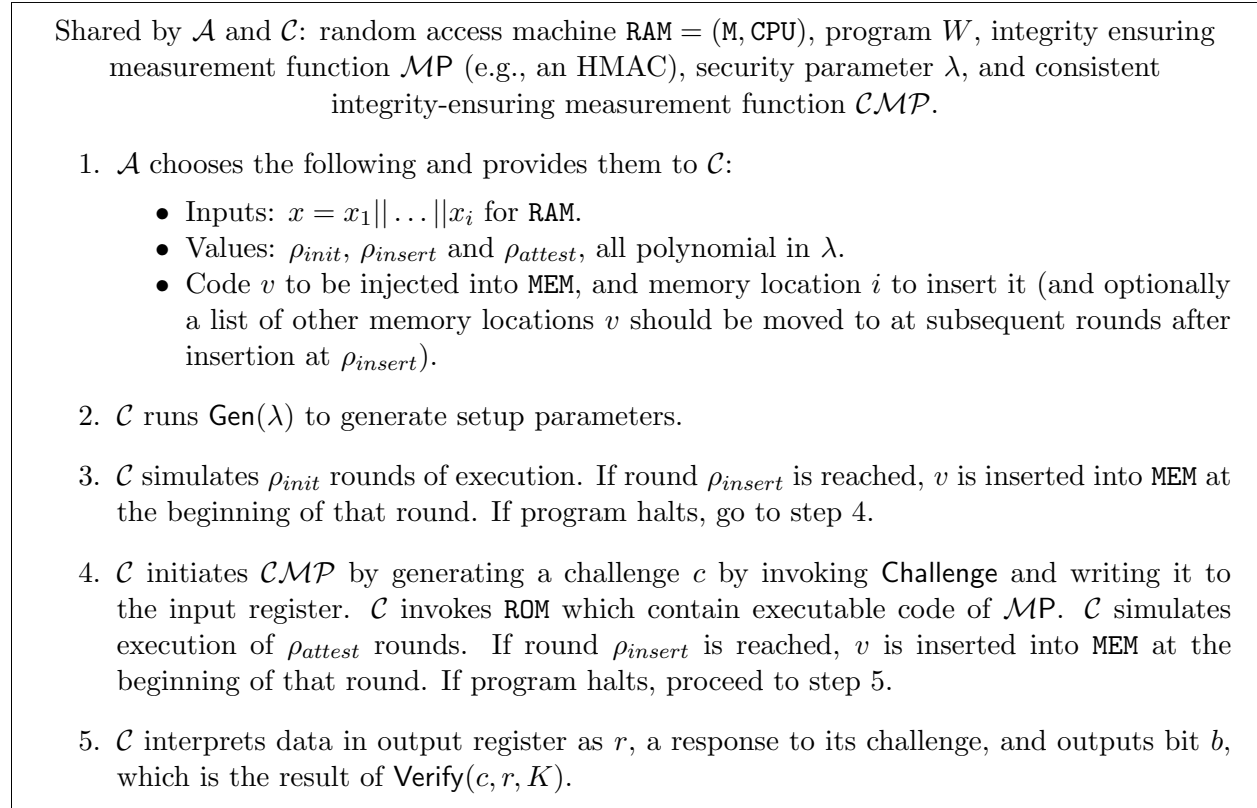 Shared by 𝒜 and 𝒞: random access machine RAM = (M, CPU), program W, integrity ensuring
measurement function ℳP (e.g., an HMAC), security parameter λ, and consistent
integrity-ensuring measurement function 𝒞ℳ𝒫.
1. 𝒜 chooses the following and provides them to 𝒞:
• Inputs: x = x₁|| . . . ||xᵢ for RAM.
• Values: ρ_init, ρ_insert and ρ_attest, all polynomial in λ.
• Code v to be injected into MEM, and memory location i to insert it (and optionally
a list of other memory locations v should be moved to at subsequent rounds after
insertion at ρ_insert).
2. 𝒞 runs Gen(λ) to generate setup parameters.
3. 𝒞 simulates ρ_init rounds of execution. If round ρ_insert is reached, v is inserted into MEM at
the beginning of that round. If program halts, go to step 4.
4. 𝒞 initiates 𝒞ℳ𝒫 by generating a challenge c by invoking Challenge and writing it to
the input register. 𝒞 invokes ROM which contain executable code of ℳP. 𝒞 simulates
execution of ρ_attest rounds. If round ρ_insert is reached, v is inserted into MEM at the
beginning of that round. If program halts, proceed to step 5.
5. 𝒞 interprets data in output register as r, a response to its challenge, and outputs bit b,
which is the result of Verify(c, r, K).